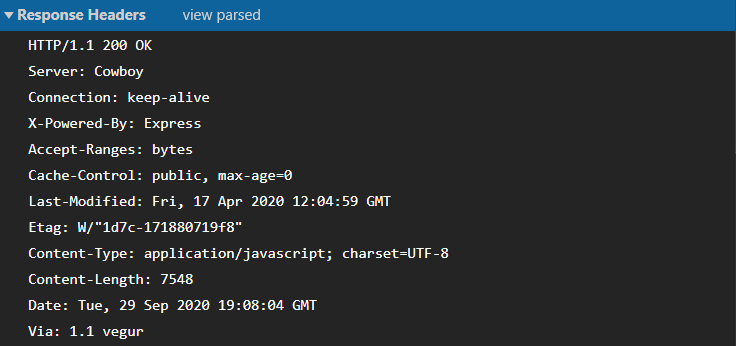 Response Headers view parsed
HTTP/1.1 200 OK
Server: Cowboy
Connection: keep-alive
X-Powered-By: Express
Accept-Ranges: bytes
Cache-Control: public, max-age=0
Last-Modified: Fri, 17 Apr 2020 12:04:59 GMT
Etag: W/"1d7c-171880719f8"
Content-Type: application/javascript; charset=UTF-8
Content-Length: 7548
Date: Tue, 29 Sep 2020 19:08:04 GMT
Via: 1.1 vegur